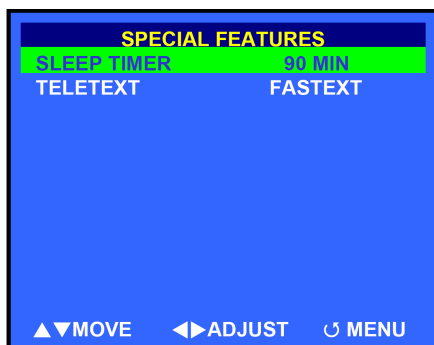 SPECIAL FEATURES
SLEEP TIMER 90 MIN
TELETEXT FASTEXT
▲▼MOVE ◀▶ADJUST ↺ MENU